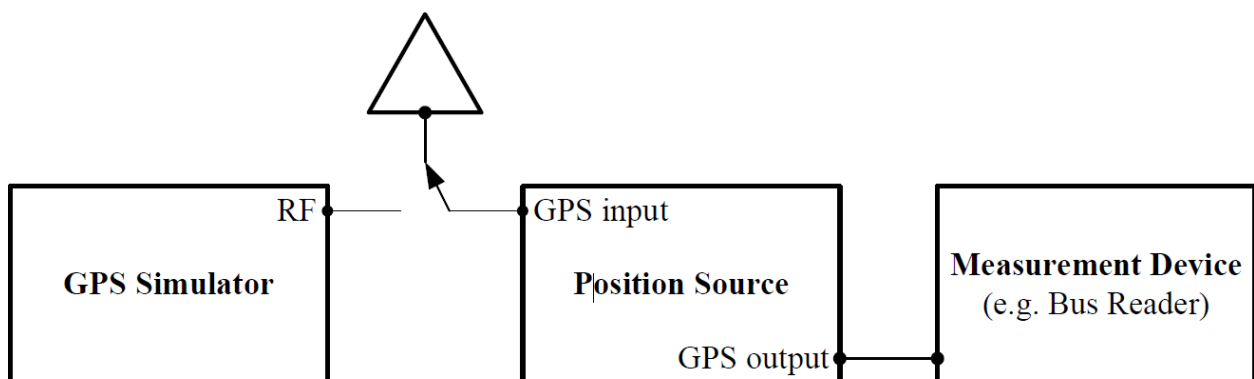 RF
GPS input
GPS Simulator
Position Source
Measurement Device
(e.g. Bus Reader)
GPS output